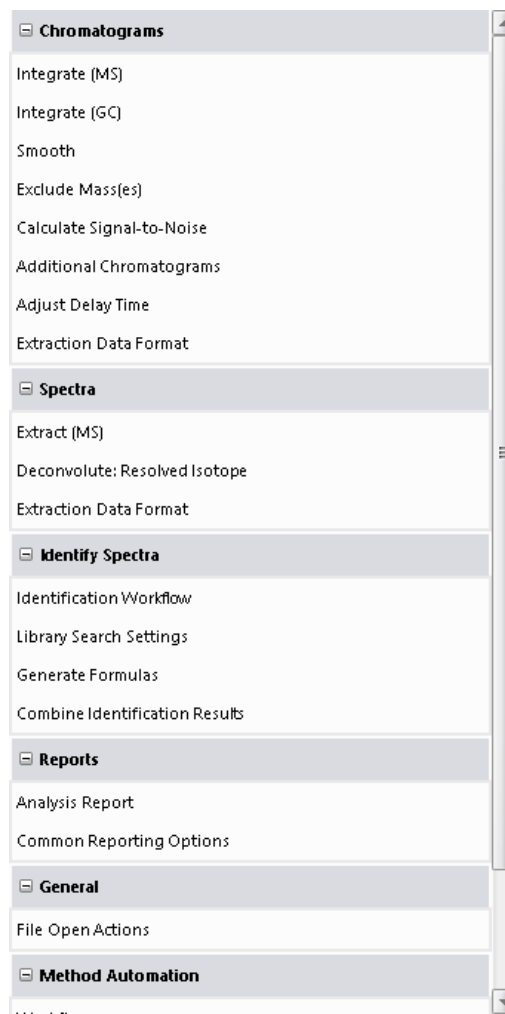 Chromatograms
Integrate (MS)
Integrate (GC)
Smooth
Exclude Mass(es)
Calculate Signal-to-Noise
Additional Chromatograms
Adjust Delay Time
Extraction Data Format
Spectra
Extract (MS)
Deconvolute: Resolved Isotope
Extraction Data Format
Identify Spectra
Identification Workflow
Library Search Settings
Generate Formulas
Combine Identification Results
Reports
Analysis Report
Common Reporting Options
General
File Open Actions
Method Automation